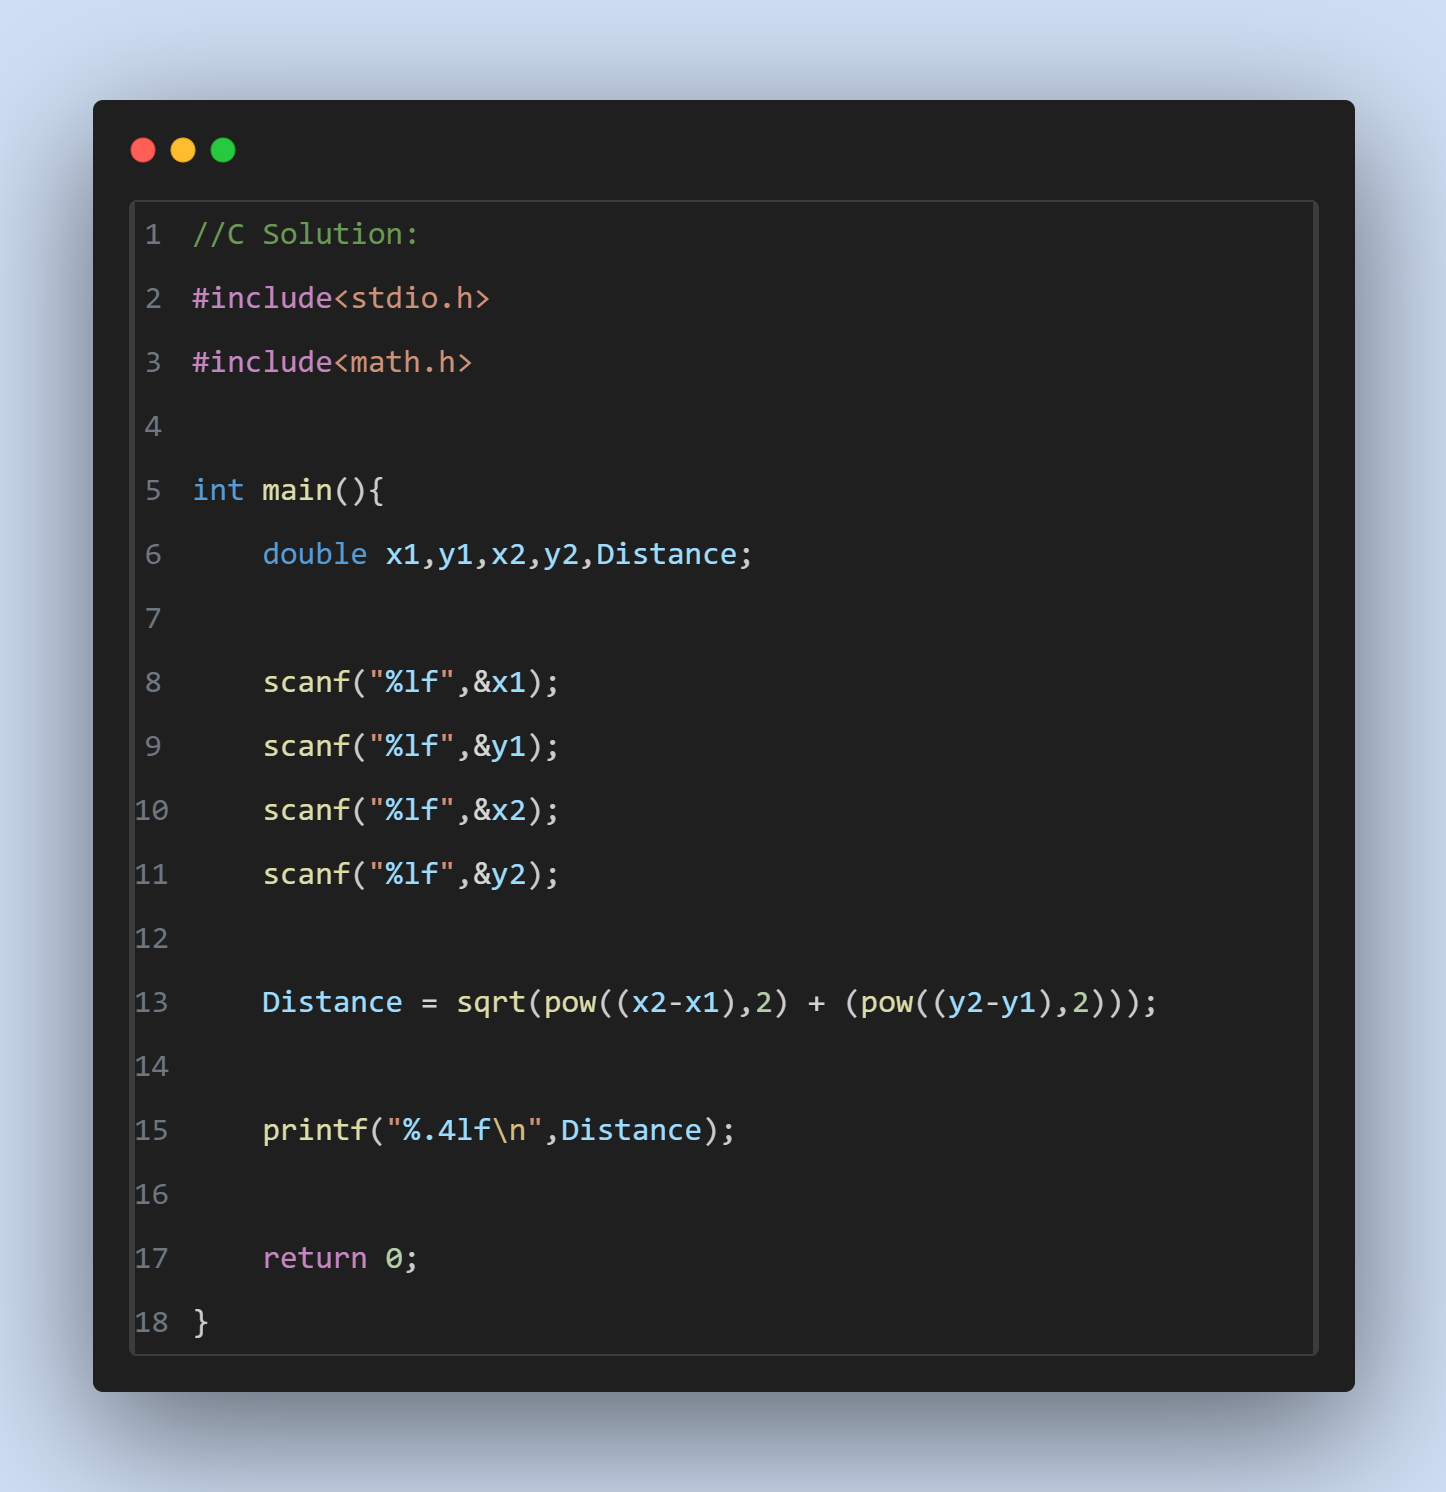 1 //C Solution:
2 #include<stdio.h>
3 #include<math.h>
4
5 int main(){
6     double x1,y1,x2,y2,Distance;
7
8     scanf("%lf",&x1);
9     scanf("%lf",&y1);
10     scanf("%lf",&x2);
11     scanf("%lf",&y2);
12
13     Distance = sqrt(pow((x2-x1),2) + (pow((y2-y1),2)));
14
15     printf("%.4lf\n",Distance);
16
17     return 0;
18 }